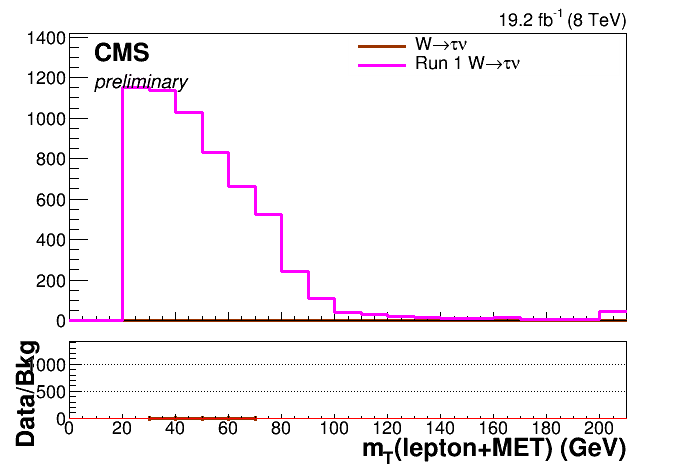 19.2 fb⁻¹ (8 TeV)
CMS
preliminary
W→τν
Run 1 W→τν
1400
1200
1000
800
600
400
200
0
Data/Bkg
1000
500
0
0 20 40 60 80 100 120 140 160 180 200
m_T(lepton+MET) (GeV)